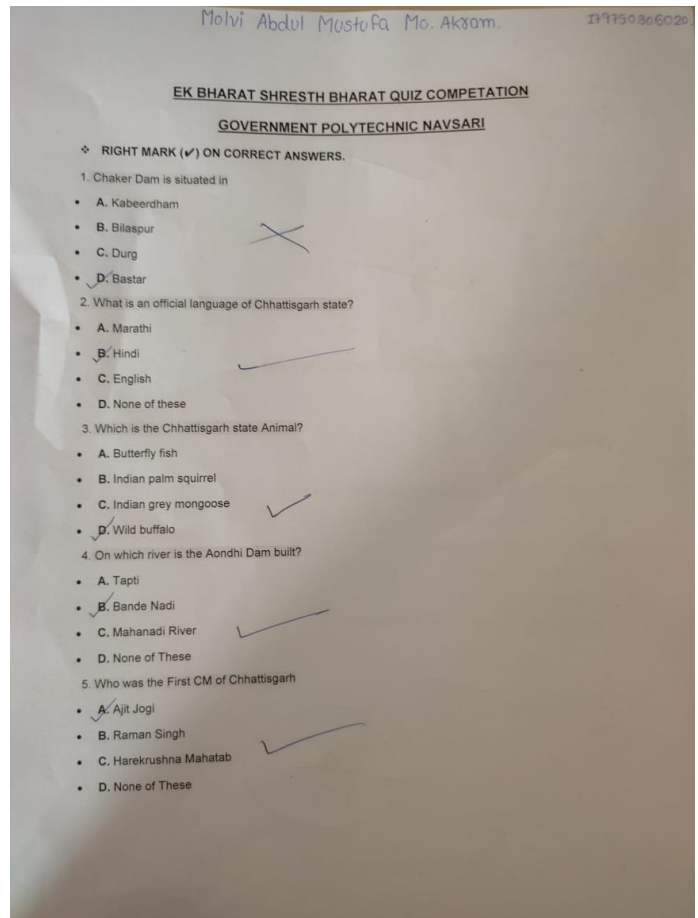 Molvi Abdul Mustufa Mo. Akram.
179750306020.
EK BHARAT SHRESTH BHARAT QUIZ COMPETATION
GOVERNMENT POLYTECHNIC NAVSARI
❖ RIGHT MARK (✔) ON CORRECT ANSWERS.
1. Chaker Dam is situated in
• A. Kabeerdham
• B. Bilaspur
• C. Durg
• D. Bastar
2. What is an official language of Chhattisgarh state?
• A. Marathi
• B. Hindi
• C. English
• D. None of these
3. Which is the Chhattisgarh state Animal?
• A. Butterfly fish
• B. Indian palm squirrel
• C. Indian grey mongoose
• D. Wild buffalo
4. On which river is the Aondhi Dam built?
• A. Tapti
• B. Bande Nadi
• C. Mahanadi River
• D. None of These
5. Who was the First CM of Chhattisgarh
• A. Ajit Jogi
• B. Raman Singh
• C. Harekrushna Mahatab
• D. None of These